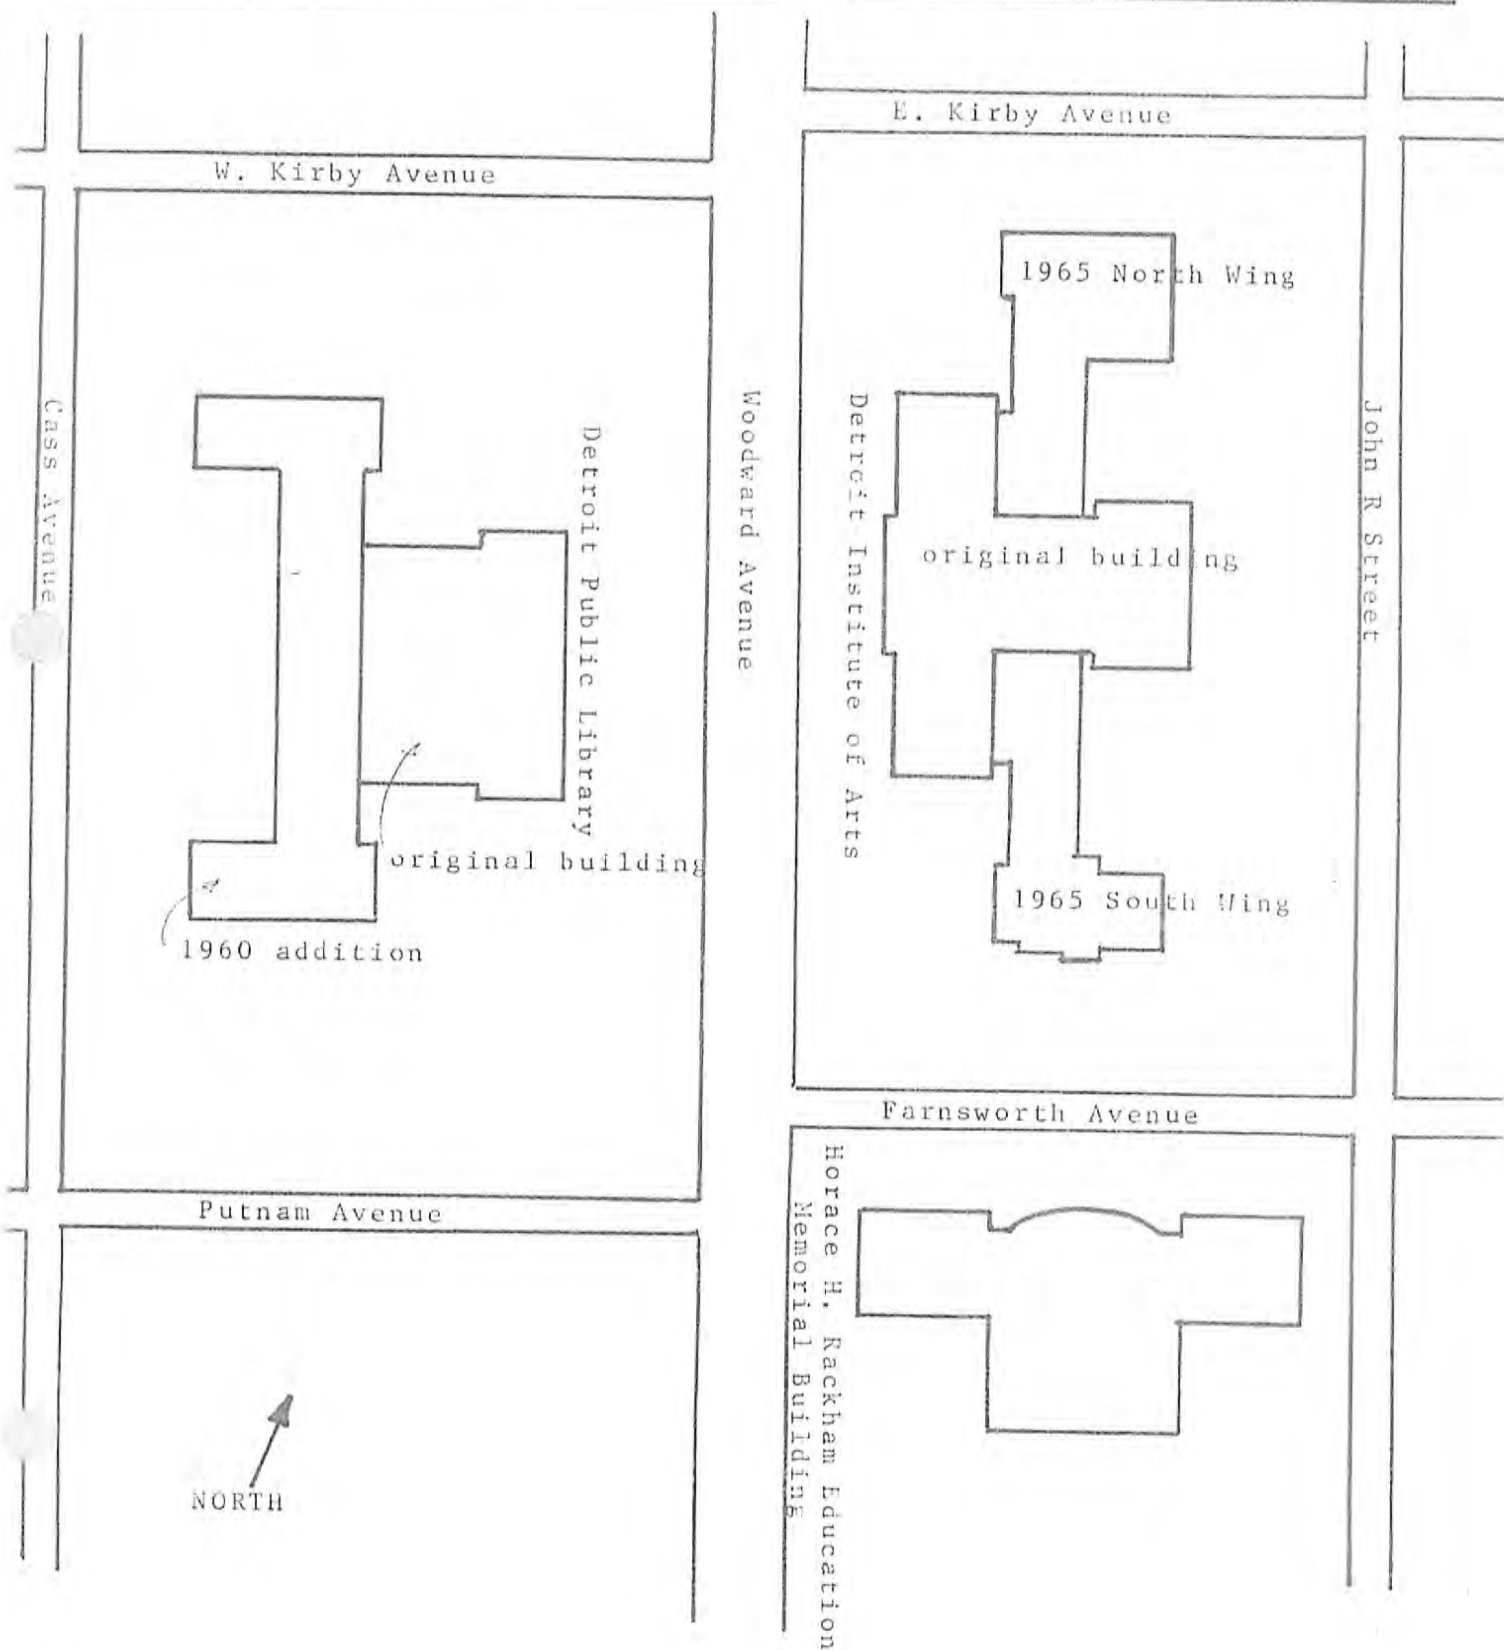 E. Kirby Avenue
W. Kirby Avenue
1965 North Wing
Cass Avenue
Detroit Public Library
Woodward Avenue
Detroit Institute of Arts
John R Street
original building
original building
1965 South Wing
1960 addition
Farnsworth Avenue
Putnam Avenue
Horace H. Rackham Education
Memorial Building
NORTH